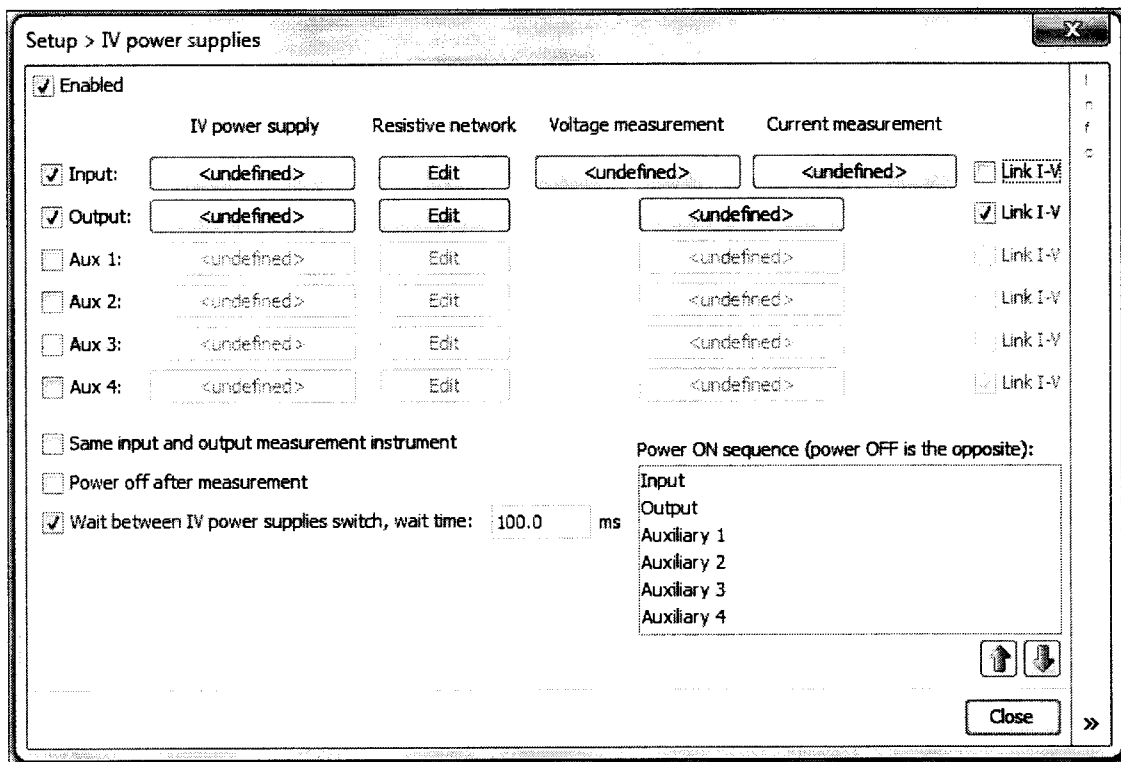 Setup > IV power supplies
Enabled
IV power supply Resistive network Voltage measurement Current measurement
Input: <undefined> Edit <undefined> <undefined> Link I-V
Output: <undefined> Edit <undefined> Link I-V
Aux 1: <undefined> Edit <undefined> Link I-V
Aux 2: <undefined> Edit <undefined> Link I-V
Aux 3: <undefined> Edit <undefined> Link I-V
Aux 4: <undefined> Edit <undefined> Link I-V
Same input and output measurement instrument
Power off after measurement
Wait between IV power supplies switch, wait time: 100.0 ms
Power ON sequence (power OFF is the opposite):
Input
Output
Auxiliary 1
Auxiliary 2
Auxiliary 3
Auxiliary 4
Close »
Info